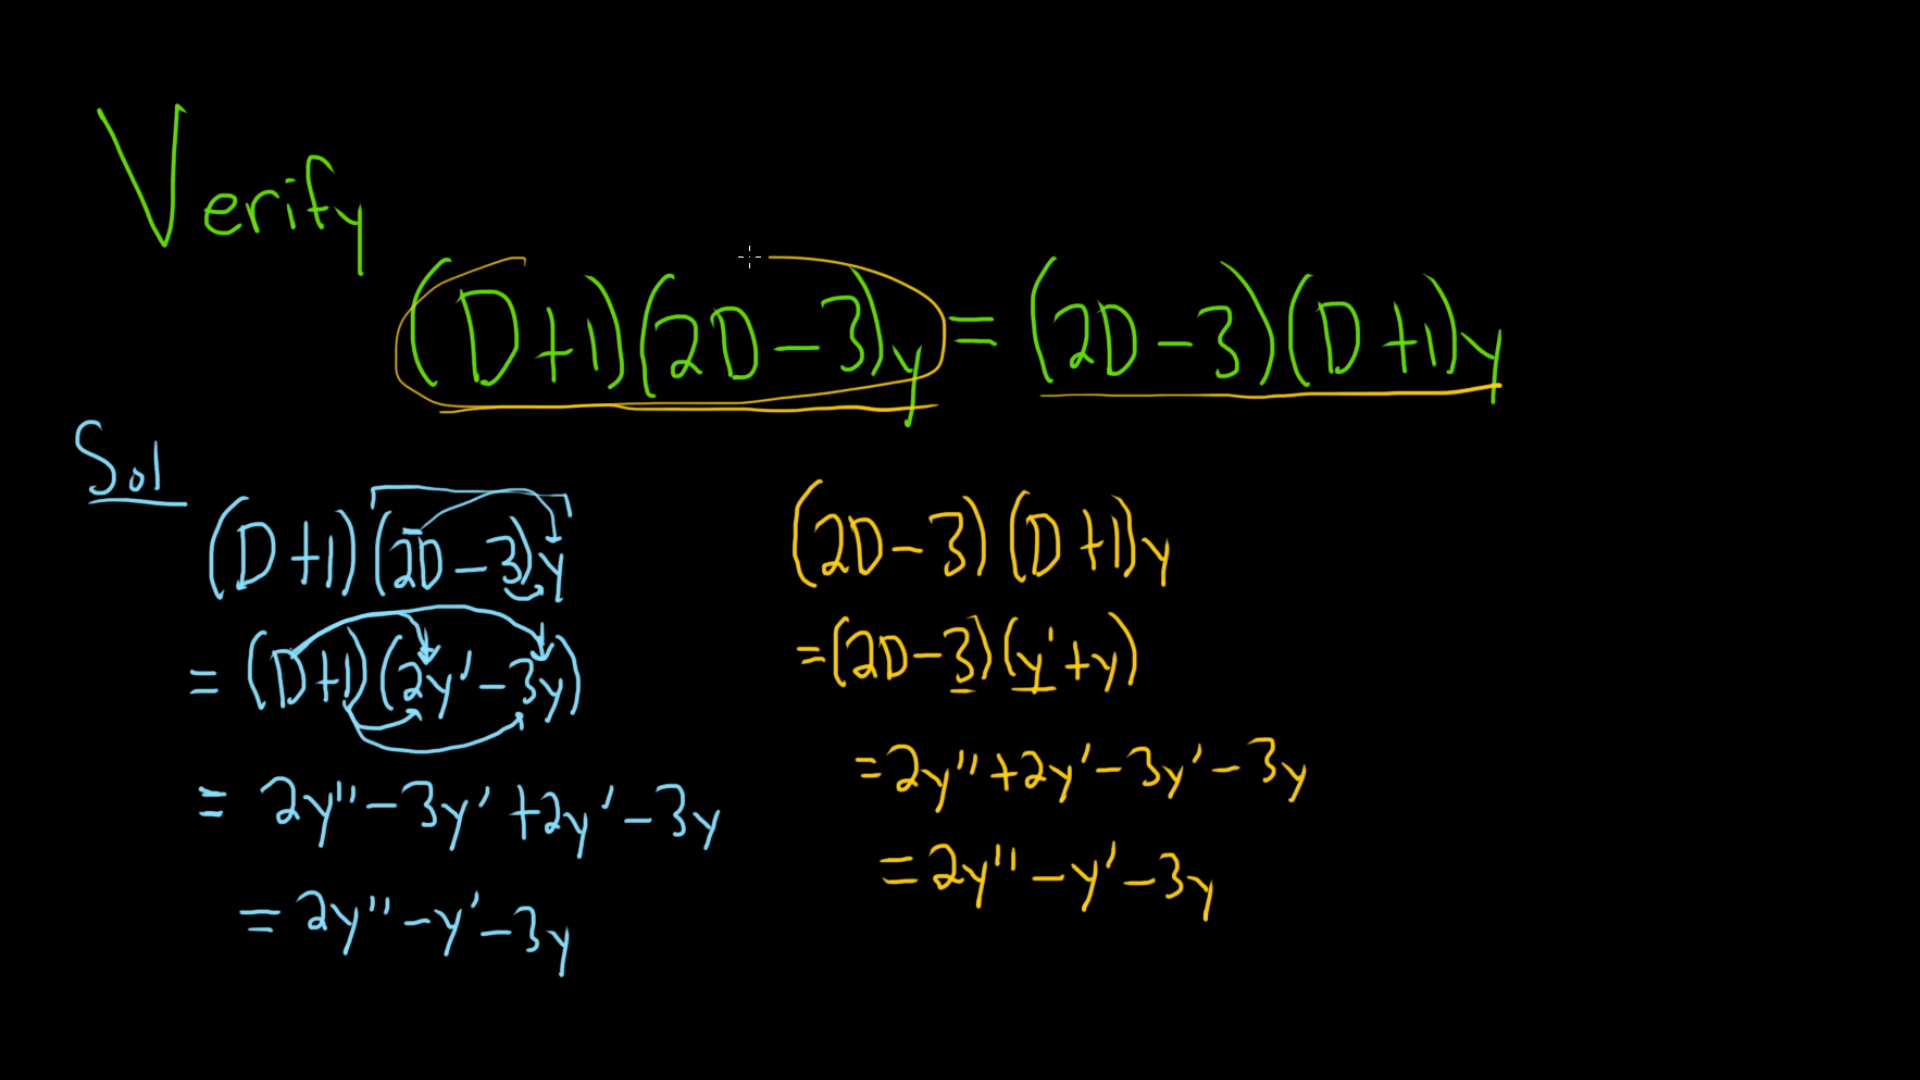 Verify
(D+1)(2D-3)y = (2D-3)(D+1)y
Sol
(D+1)(2D-3)y
= (D+1)(2y'-3y)
= 2y''-3y'+2y'-3y
= 2y''-y'-3y
(2D-3)(D+1)y
=(2D-3)(y'+y)
=2y''+2y'-3y'-3y
=2y''-y'-3y